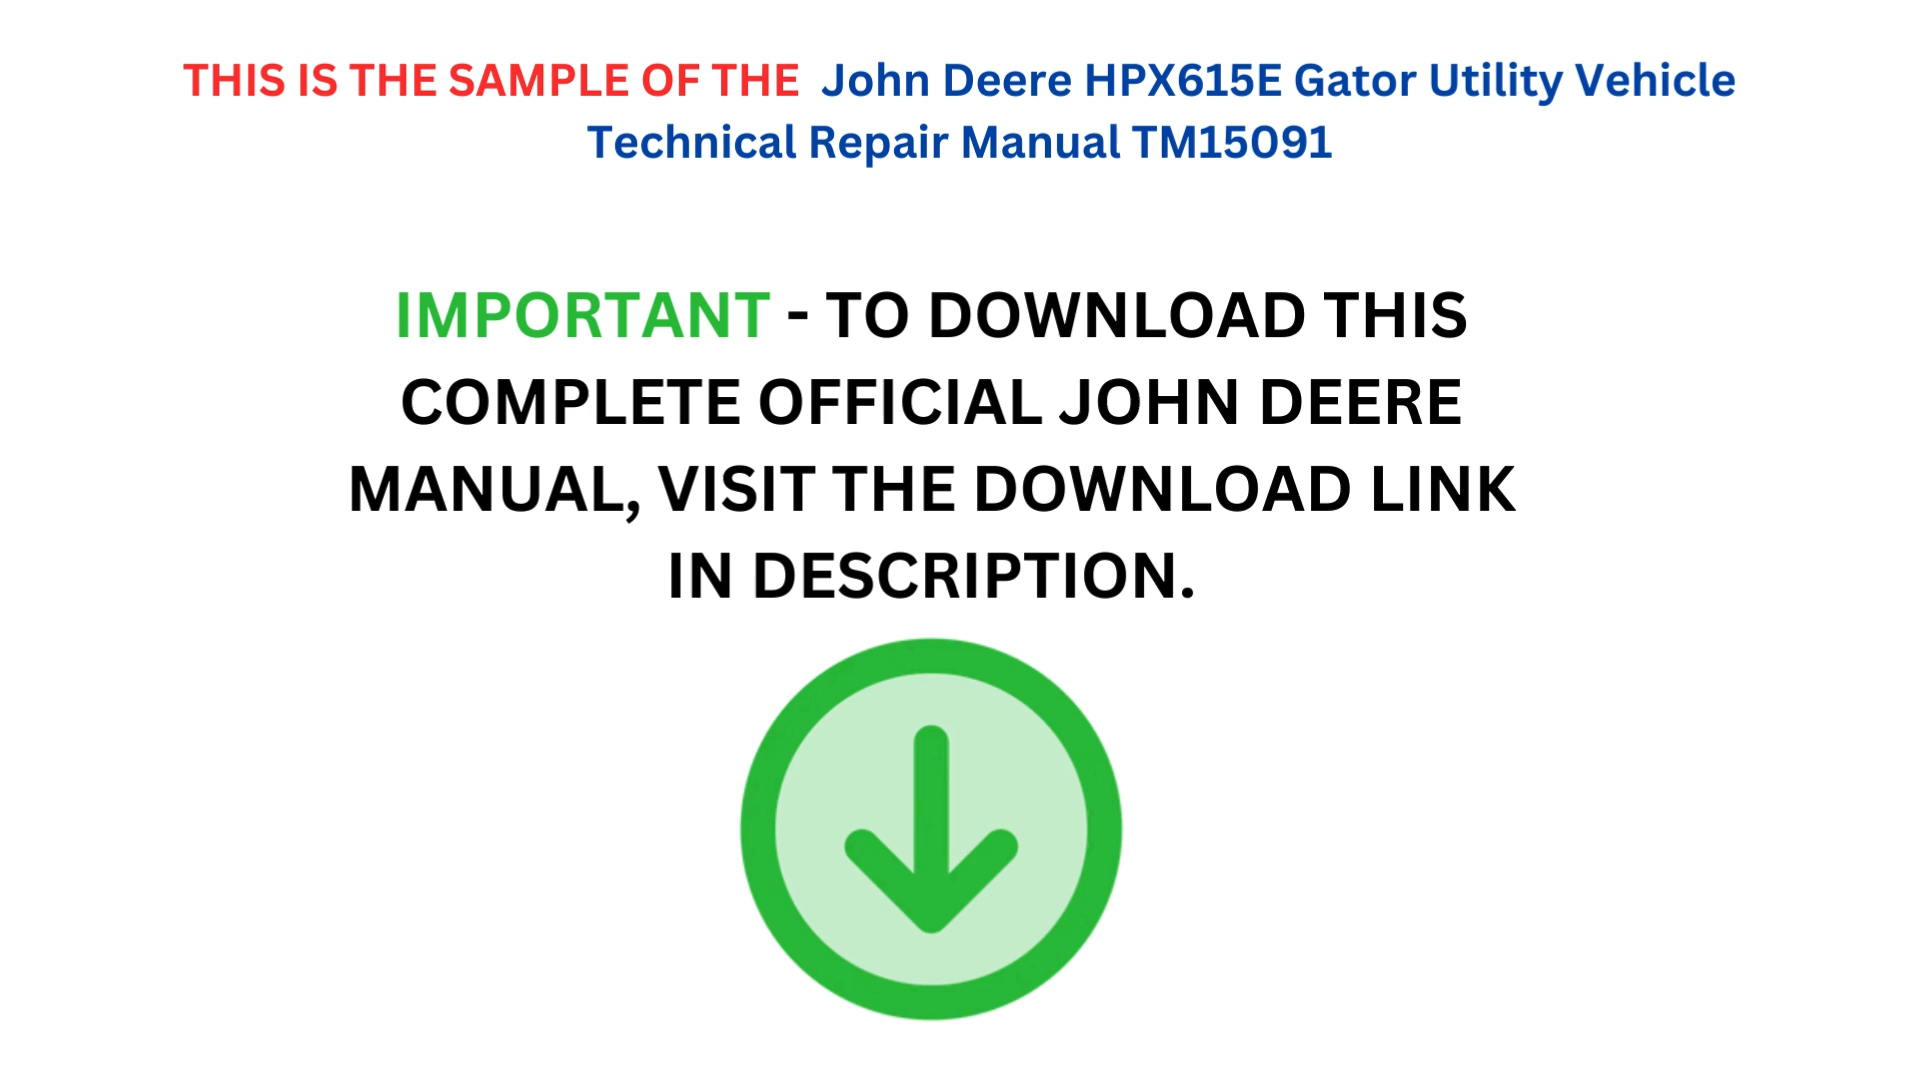 THIS IS THE SAMPLE OF THE John Deere HPX615E Gator Utility Vehicle
Technical Repair Manual TM15091
IMPORTANT - TO DOWNLOAD THIS
COMPLETE OFFICIAL JOHN DEERE
MANUAL, VISIT THE DOWNLOAD LINK
IN DESCRIPTION.